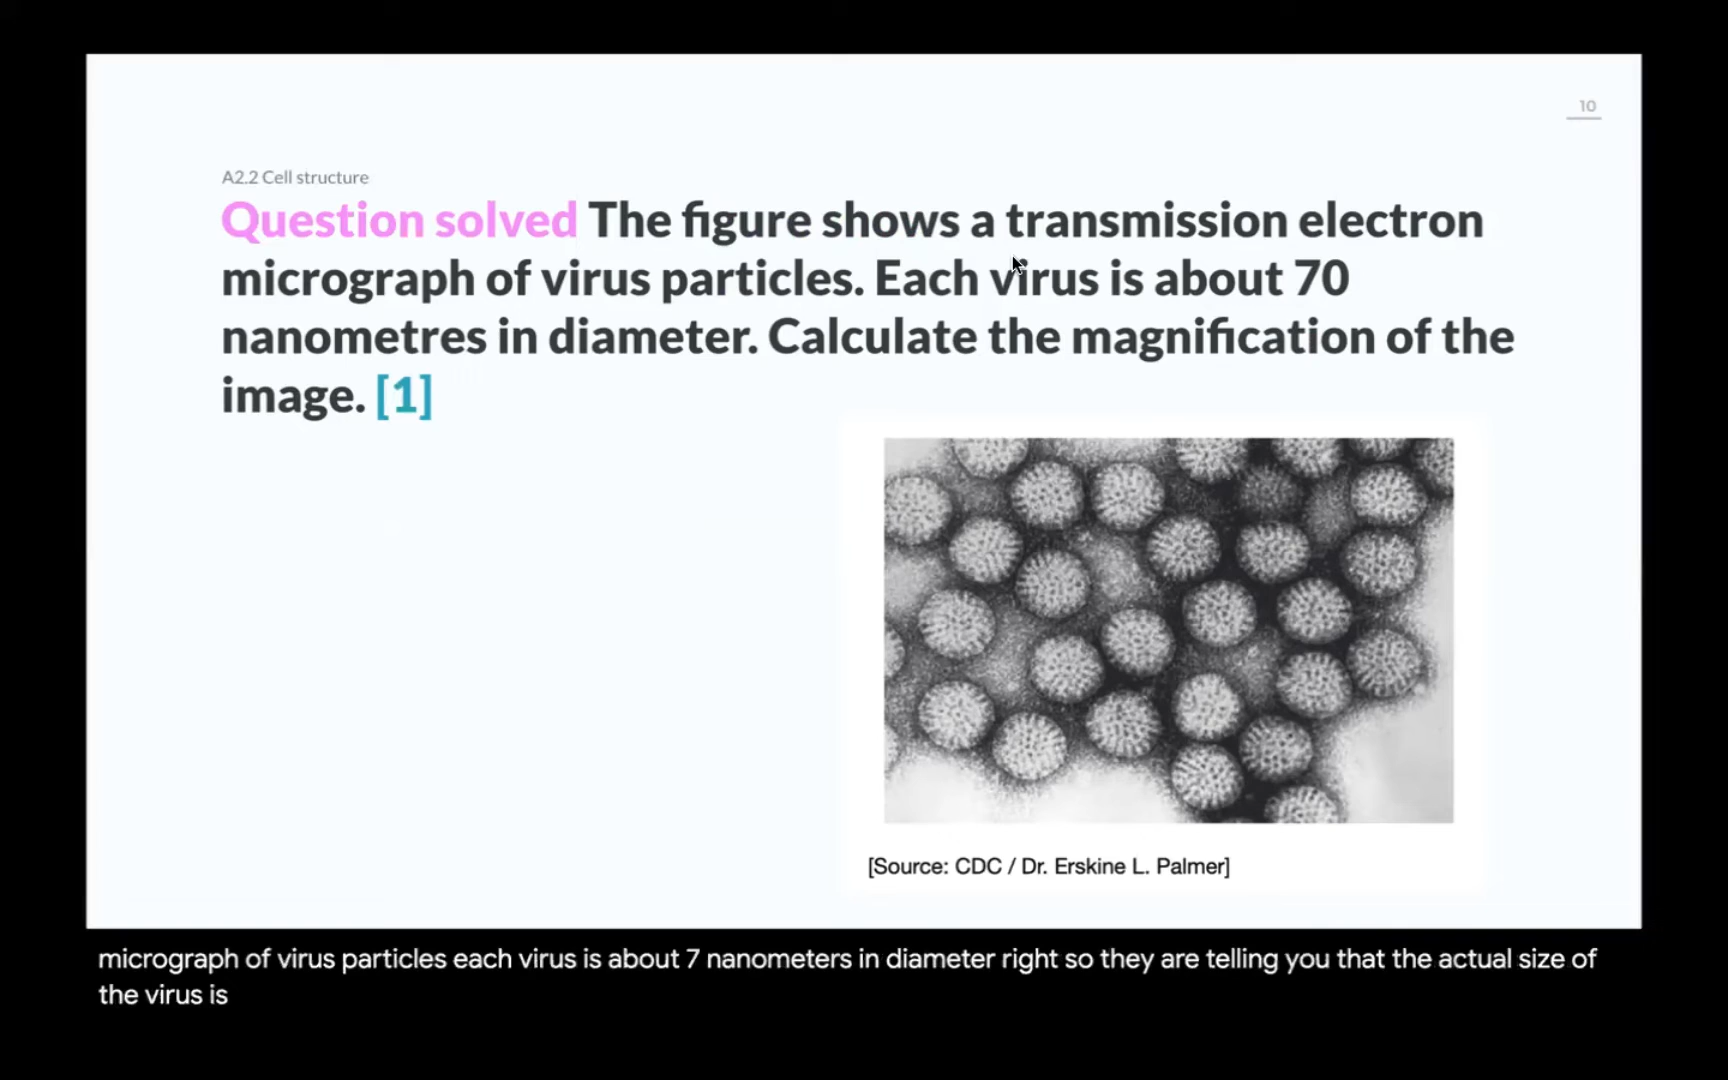 10
A2.2 Cell structure
Question solved The figure shows a transmission electron
micrograph of virus particles. Each virus is about 70
nanometres in diameter. Calculate the magnification of the
image. [1]
[Source: CDC / Dr. Erskine L. Palmer]
micrograph of virus particles each virus is about 7 nanometers in diameter right so they are telling you that the actual size of
the virus is